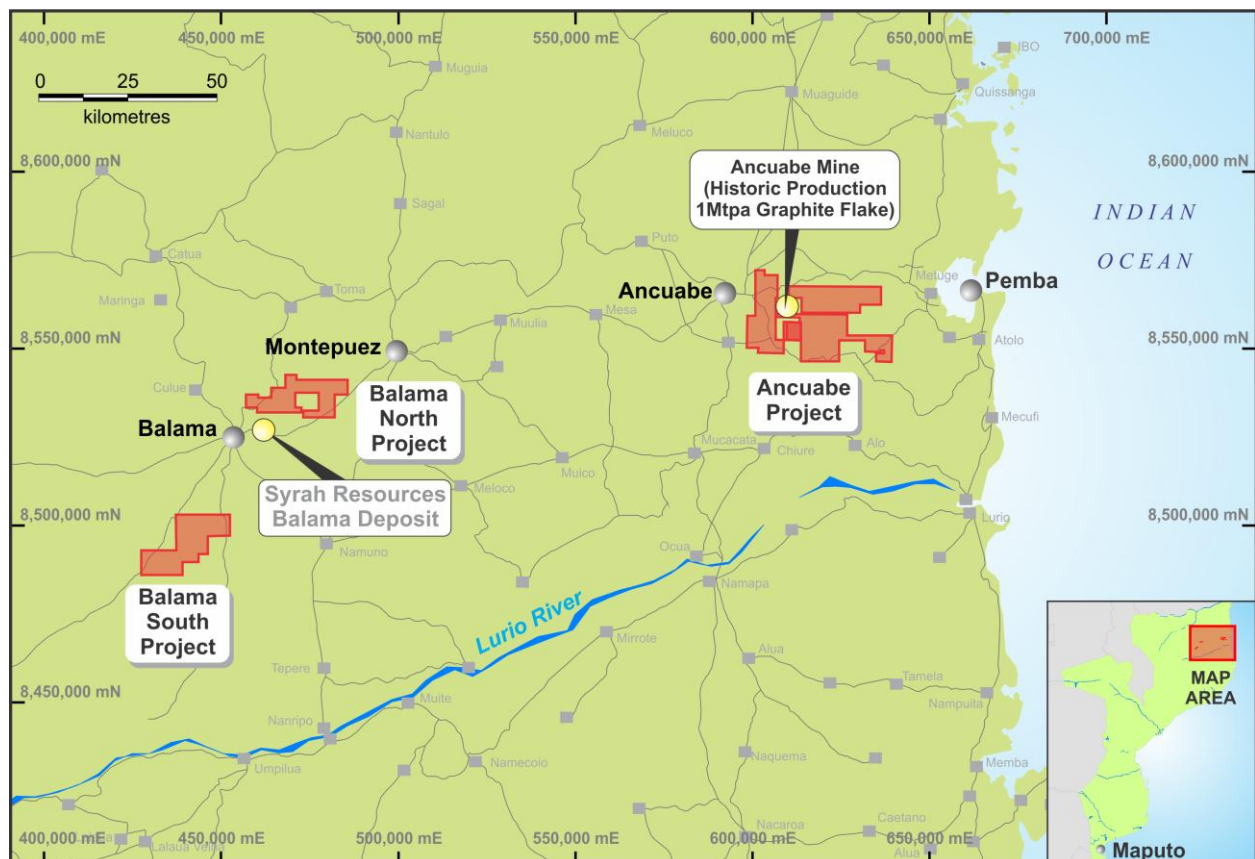 400,000 mE
450,000 mE
500,000 mE
550,000 mE
600,000 mE
650,000 mE
700,000 mE
0
25
50
kilometres
IBO
Muguia
Quissanga
Muaguide
Meluco
Nantulo
8,600,000 mN
8,600,000 mN
Ancuabe Mine
(Historic Production
1Mtpa Graphite Flake)
Sagal
INDIAN
OCEAN
Puto
Catua
Metuge
Pemba
Ancuabe
Toma
Maringa
Mesa
Muulia
8,550,000 mN
8,550,000 mN
Atolo
Montepuez
Culue
Balama
North
Project
Ancuabe
Project
Mecufi
Balama
Mucacata
Chiure
Alo
Muico
Syrah Resources
Balama Deposit
Meloco
8,500,000 mN
8,500,000 mN
Lurio
Namuno
Ocua
Namapa
Balama
South
Project
Lurio River
Mirrote
Alua
Tepere
Tamela
MAP
AREA
Nampuita
8,450,000 mN
Muite
Nanripo
Naquema
Umpilua
Namecoio
Memba
Caetano
Nacaroa
400,000 mE
450,000 mE
500,000 mE
550,000 mE
600,000 mE
650,000 mE
Lalaua Velha
Alua
Maputo